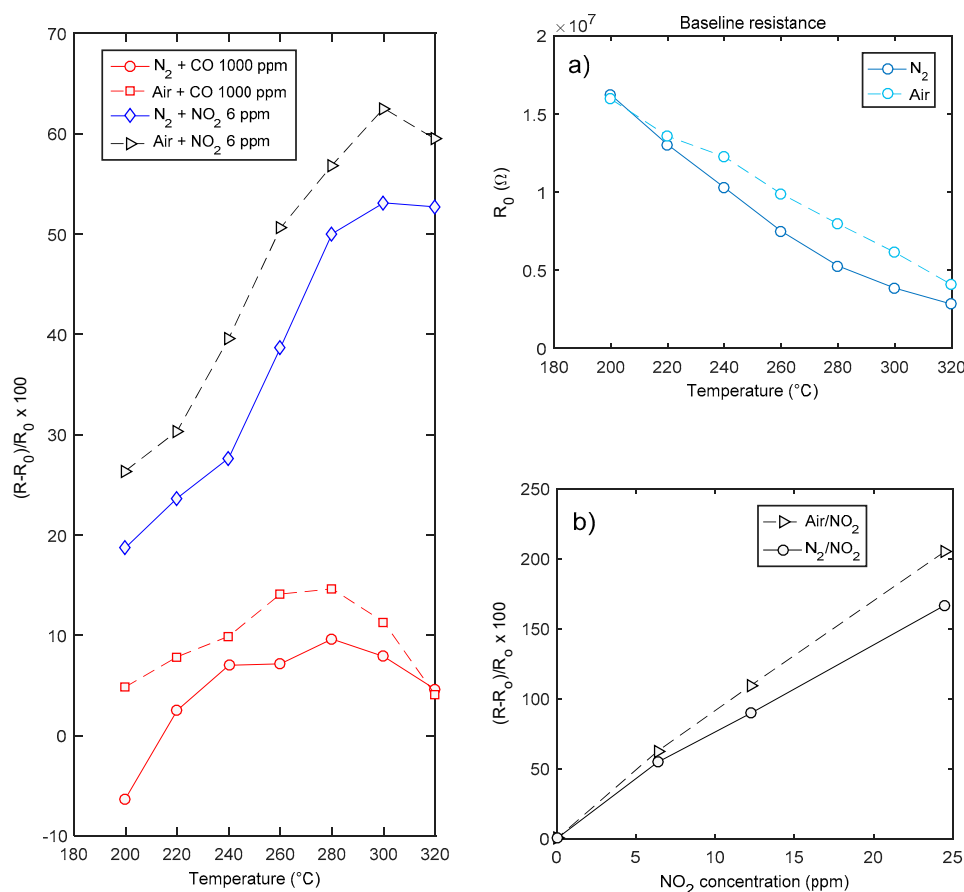 N2 + CO 1000 ppm
Air + CO 1000 ppm
N2 + NO2 6 ppm
Air + NO2 6 ppm
70
60
50
40
30
20
10
0
-10
(R-R0)/R0 x 100
180 200 220 240 260 280 300 320
Temperature (°C)
Baseline resistance
× 10^7
a)
N2
Air
2
1.5
1
0.5
0
R0 (Ω)
180 200 220 240 260 280 300 320
Temperature (°C)
b)
Air/NO2
N2/NO2
250
200
150
100
50
0
(R-Ro)/Ro x 100
0 5 10 15 20 25
NO2 concentration (ppm)